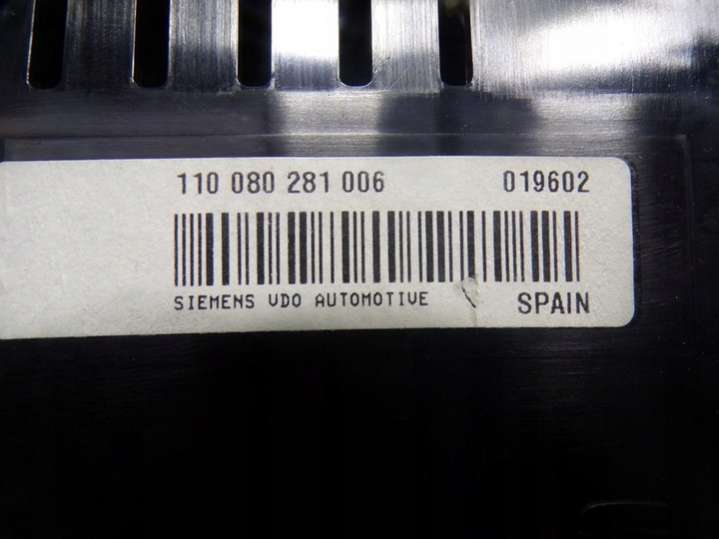 110 080 281 006 019602
SIEMENS VDO AUTOMOTIVE SPAIN